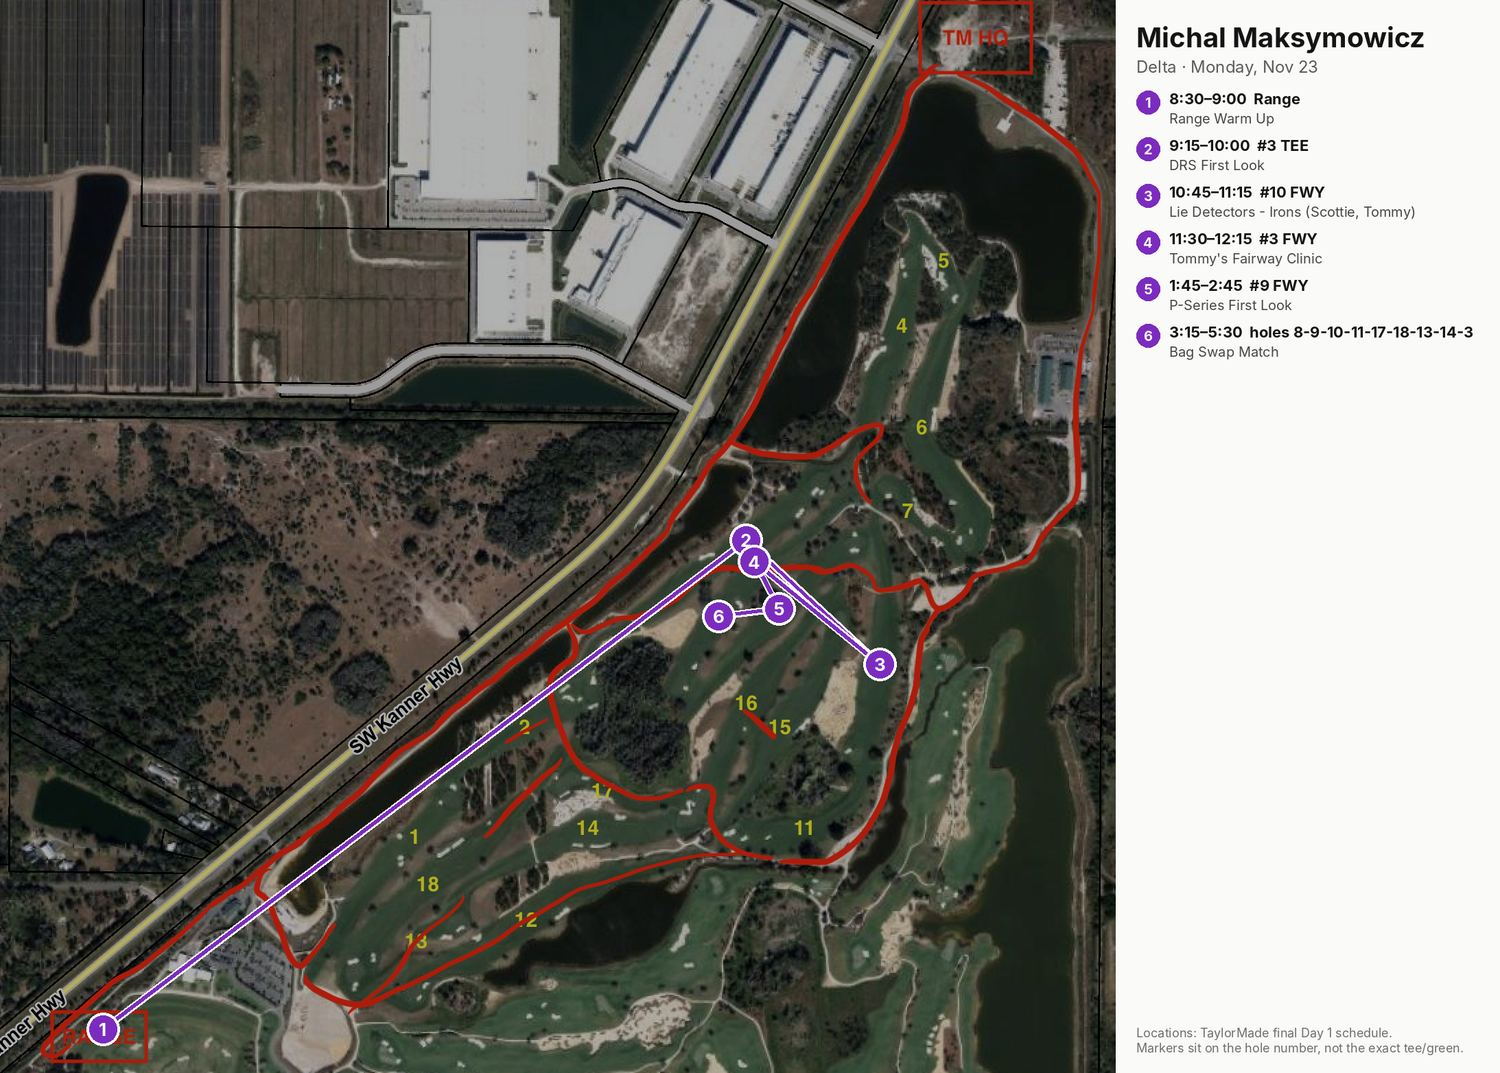 Michal Maksymowicz
Delta · Monday, Nov 23
1 8:30–9:00 Range
Range Warm Up
2 9:15–10:00 #3 TEE
DRS First Look
3 10:45–11:15 #10 FWY
Lie Detectors - Irons (Scottie, Tommy)
4 11:30–12:15 #3 FWY
Tommy's Fairway Clinic
5 1:45–2:45 #9 FWY
P-Series First Look
6 3:15–5:30 holes 8-9-10-11-17-18-13-14-3
Bag Swap Match
TM HQ
5
4
6
7
2
4
5
6
3
16
15
2
SW Kanner Hwy
17
14
11
1
18
12
13
1
Locations: TaylorMade final Day 1 schedule.
Markers sit on the hole number, not the exact tee/green.